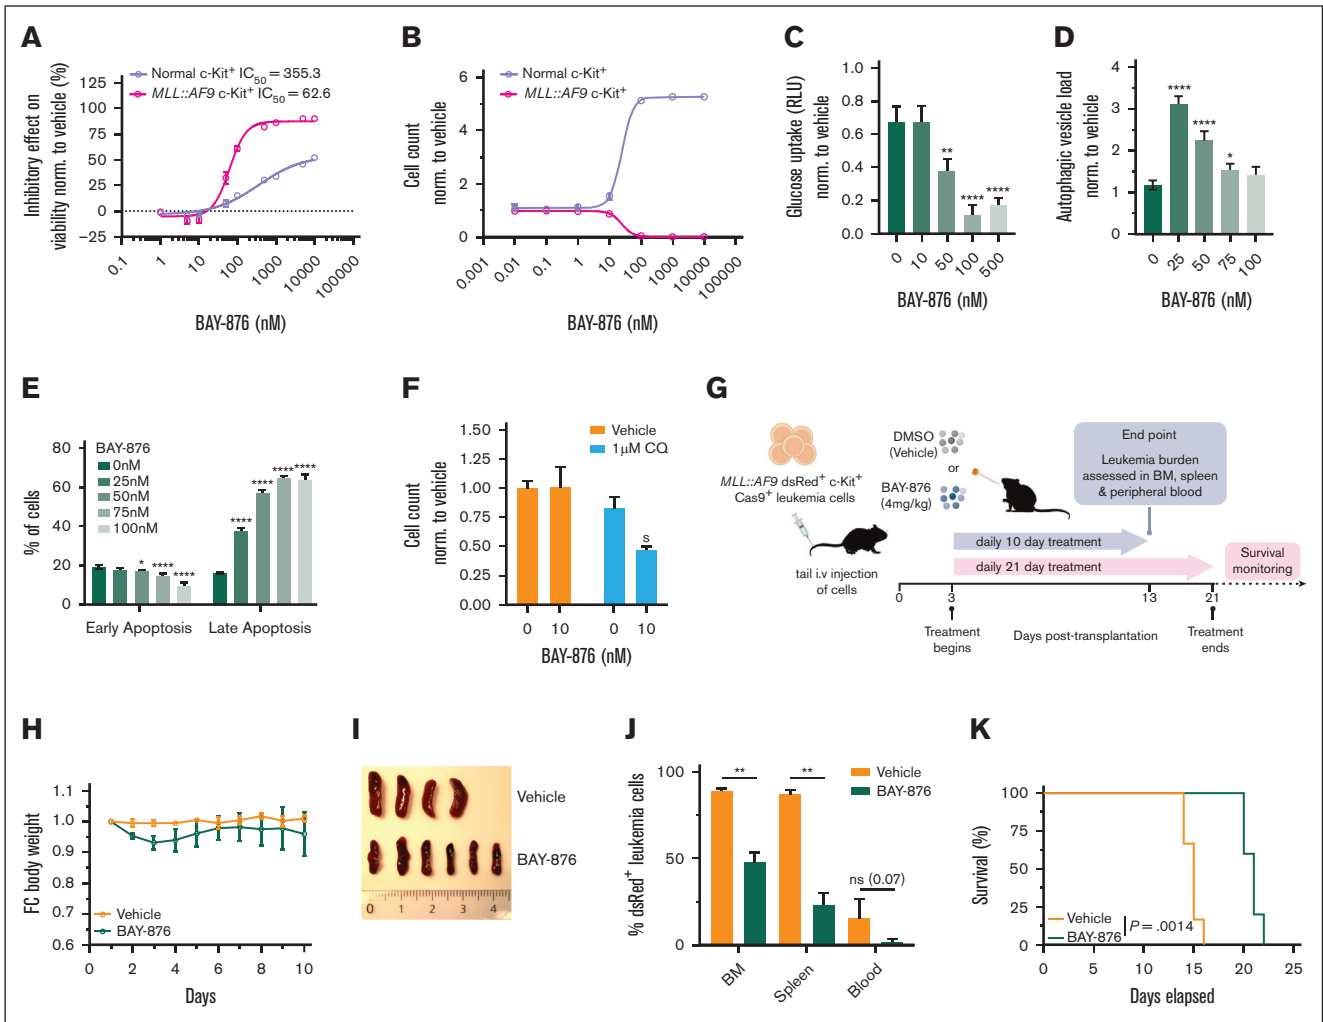 A
Inhibitory effect on
viability norm. to vehicle (%)
125
100
75
50
25
0
−25
Normal c-Kit+ IC50 = 355.3
MLL::AF9 c-Kit+ IC50 = 62.6
0.1
1
10
100
1000
10000
100000
BAY-876 (nM)
B
Cell count
norm. to vehicle
6
4
2
0
Normal c-Kit+
MLL::AF9 c-Kit+
0.001
0.01
0.1
1
10
100
1000
10000
100000
BAY-876 (nM)
C
Glucose uptake (RLU)
norm. to vehicle
1.0
0.8
0.6
0.4
0.2
0.0
**
****
****
0
10
50
100
500
BAY-876 (nM)
D
Autophagic vesicle load
norm. to vehicle
4
3
2
1
0
****
****
*
0
25
50
75
100
BAY-876 (nM)
E
% of cells
80
60
40
20
0
BAY-876
0nM
25nM
50nM
75nM
100nM
*
****
****
****
****
****
****
Early Apoptosis
Late Apoptosis
F
Cell count
norm. to vehicle
1.50
1.25
1.00
0.75
0.50
0.25
0.00
Vehicle
1μM CQ
s
0
10
0
10
BAY-876 (nM)
G
MLL::AF9 dsRed+ c-Kit+
Cas9+ leukemia cells
tail i.v injection
of cells
DMSO
(Vehicle)
or
BAY-876
(4mg/kg)
End point
Leukemia burden
assessed in BM, spleen
& peripheral blood
daily 10 day treatment
daily 21 day treatment
Survival
monitoring
0
3
13
21
Treatment
begins
Days post-transplantation
Treatment
ends
H
FC body weight
1.1
1.0
0.9
0.8
0.7
0.6
Vehicle
BAY-876
0
2
4
6
8
10
Days
I
Vehicle
BAY-876
0
1
2
3
4
J
% dsRed+ leukemia cells
100
50
0
**
**
ns (0.07)
Vehicle
BAY-876
BM
Spleen
Blood
K
Survival (%)
100
75
50
25
0
Vehicle
BAY-876
P = .0014
0
5
10
15
20
25
Days elapsed